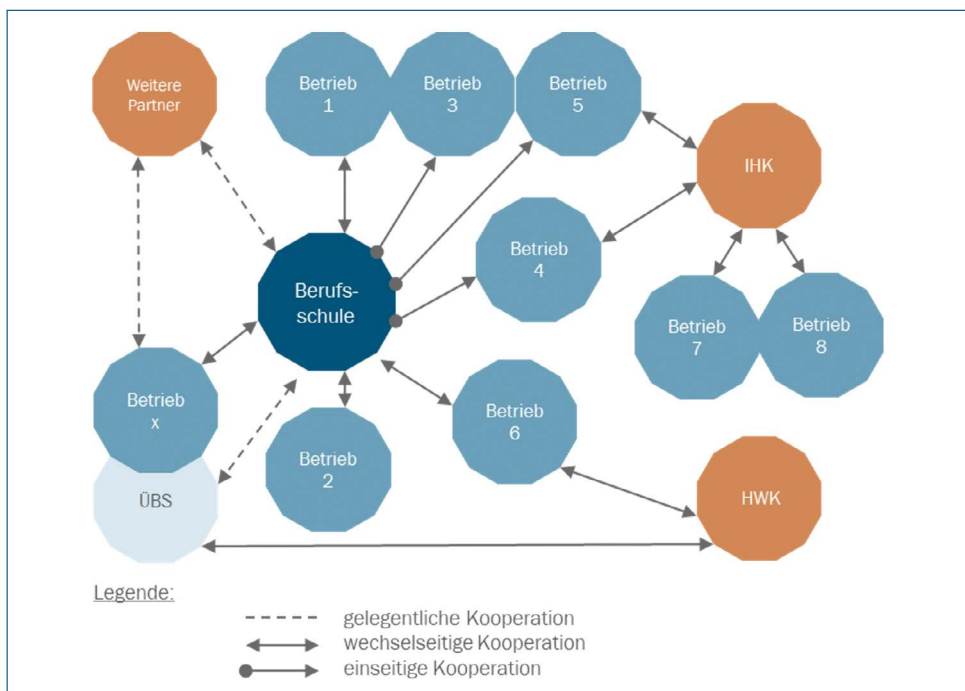 Weitere
Partner
Betrieb
1
Betrieb
3
Betrieb
5
IHK
Betrieb
4
Berufs-
schule
Betrieb
7
Betrieb
8
Betrieb
x
Betrieb
6
Betrieb
2
ÜBS
HWK
Legende:
gelegentliche Kooperation
wechselseitige Kooperation
einseitige Kooperation